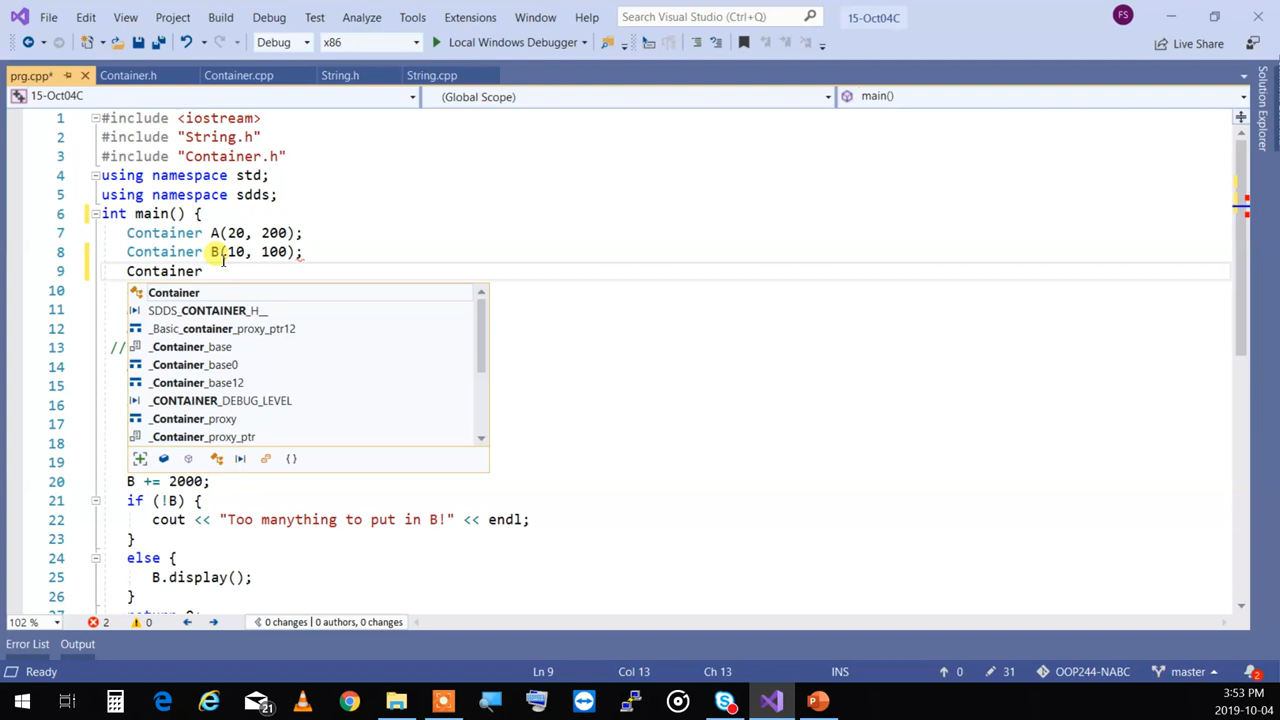 File Edit View Project Build Debug Test Analyze Tools Extensions Window Help Search Visual Studio (Ctrl+Q) 15-Oct04C FS
Debug x86 Local Windows Debugger Live Share
prg.cpp* Container.h Container.cpp String.h String.cpp
15-Oct04C (Global Scope) main()
Solution Explorer
1 #include <iostream>
2 #include "String.h"
3 #include "Container.h"
4 using namespace std;
5 using namespace sdds;
6 int main() {
7 Container A(20, 200);
8 Container B(10, 100);
9 Container
10 Container
11 SDDS_CONTAINER_H__
12 _Basic_container_proxy_ptr12
13 // _Container_base
14 _Container_base0
15 _Container_base12
16 _CONTAINER_DEBUG_LEVEL
17 _Container_proxy
18 _Container_proxy_ptr
19 { }
20 B += 2000;
21 if (!B) {
22 cout << "Too manything to put in B!" << endl;
23 }
24 else {
25 B.display();
26 }
102 % 2 0 0 changes | 0 authors, 0 changes
Error List Output
Ready Ln 9 Col 13 Ch 13 INS 0 31 OOP244-NABC master 2
21
3:53 PM
2019-10-04